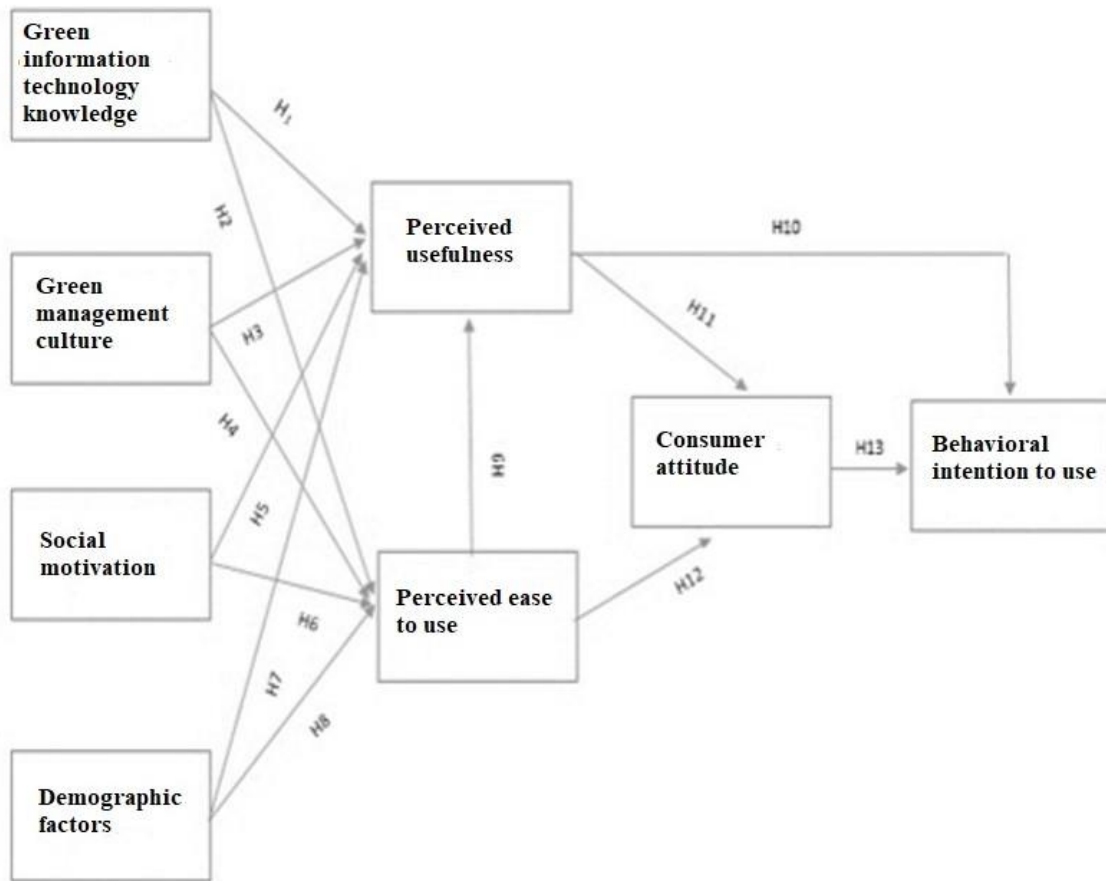 Green
information
technology
knowledge
H1
H2
Perceived
usefulness
H10
Green
management
culture
H3
H11
H4
Consumer
attitude
H13
Behavioral
intention to use
H9
Social
motivation
H5
H6
Perceived ease
to use
H12
H7
H8
Demographic
factors